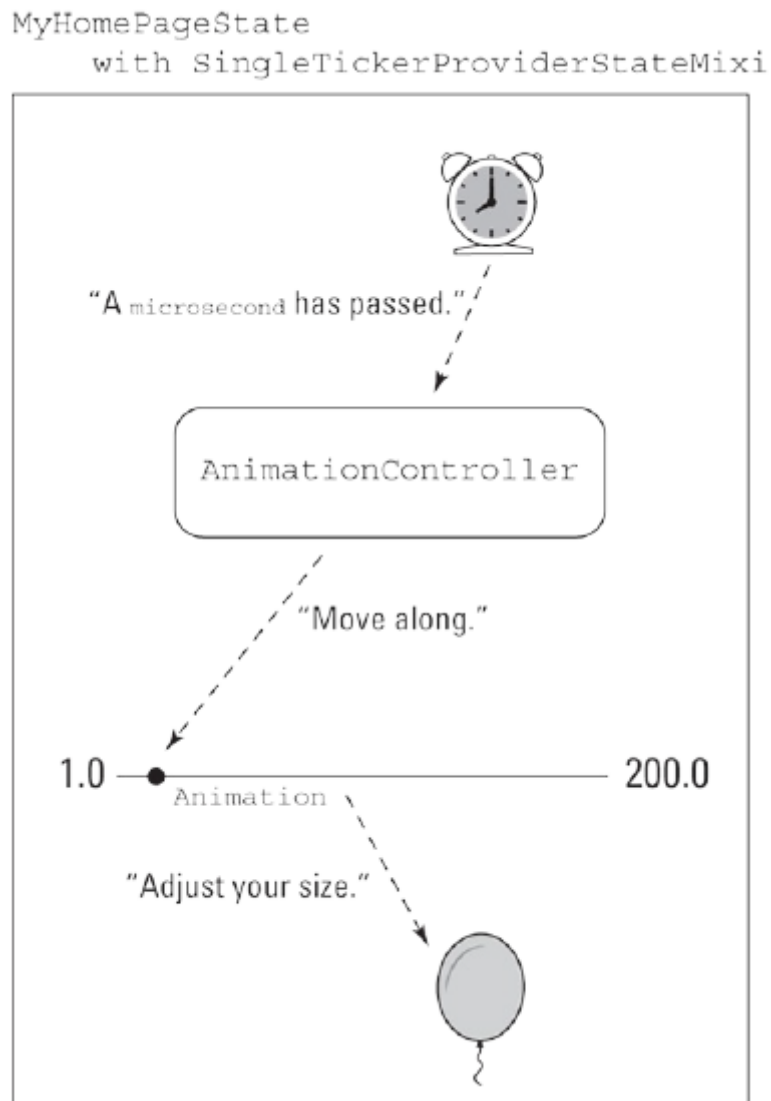 MyHomePageState
with SingleTickerProviderStateMixi
“A microsecond has passed.”
AnimationController
“Move along.”
1.0
200.0
Animation
“Adjust your size.”